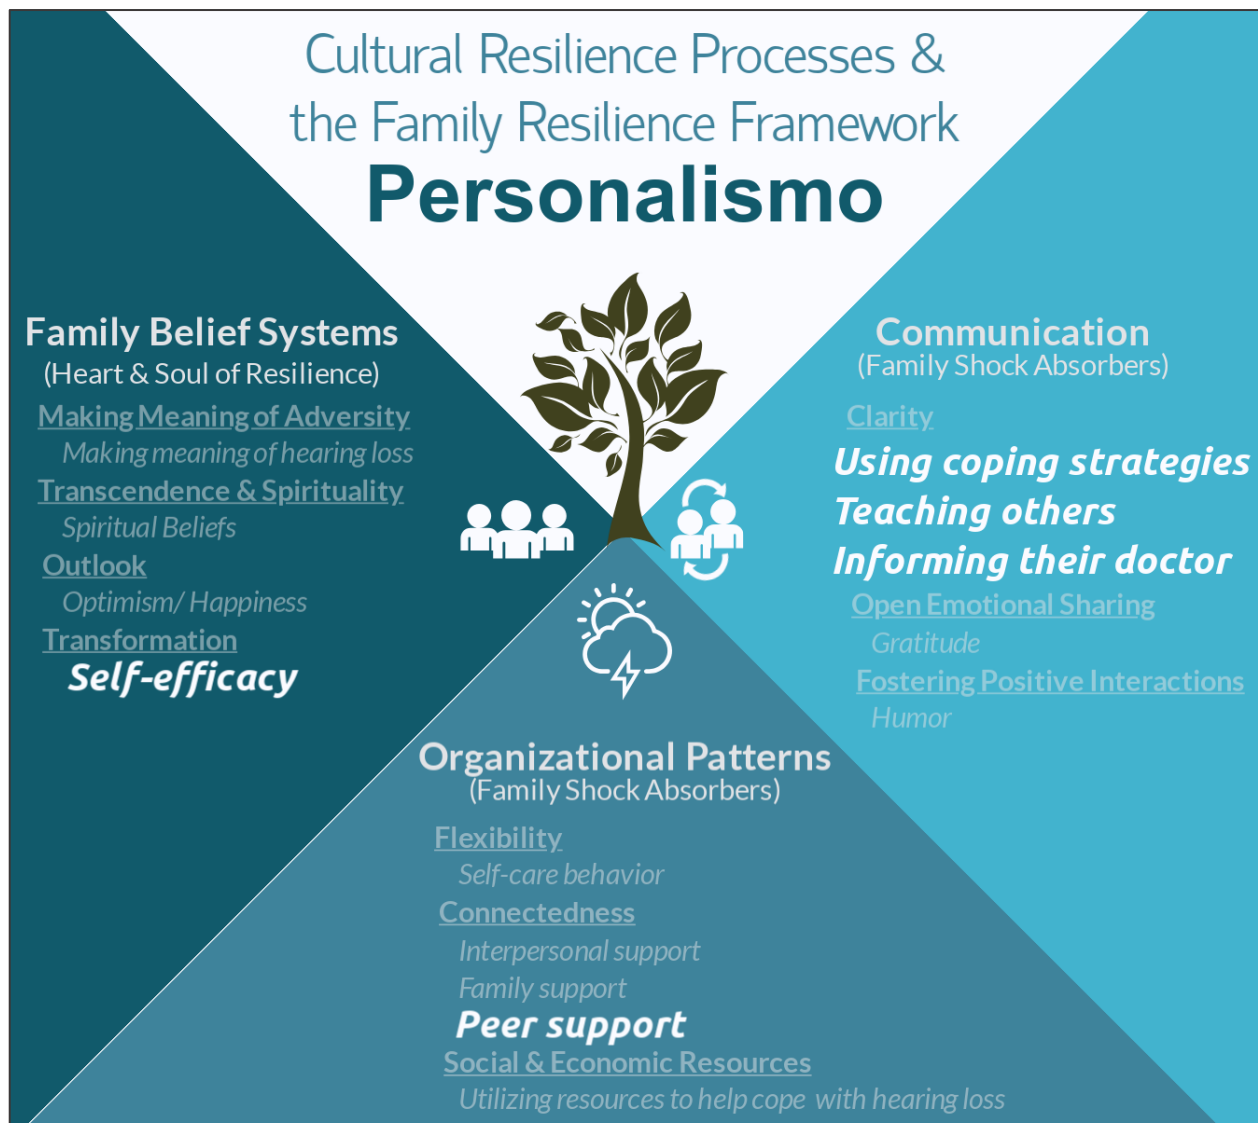 Cultural Resilience Processes &
the Family Resilience Framework
Personalismo
Family Belief Systems
(Heart & Soul of Resilience)
Making Meaning of Adversity
Making meaning of hearing loss
Transcendence & Spirituality
Spiritual Beliefs
Outlook
Optimism/ Happiness
Transformation
Self-efficacy
Communication
(Family Shock Absorbers)
Clarity
Using coping strategies
Teaching others
Informing their doctor
Open Emotional Sharing
Gratitude
Fostering Positive Interactions
Humor
Organizational Patterns
(Family Shock Absorbers)
Flexibility
Self-care behavior
Connectedness
Interpersonal support
Family support
Peer support
Social & Economic Resources
Utilizing resources to help cope with hearing loss